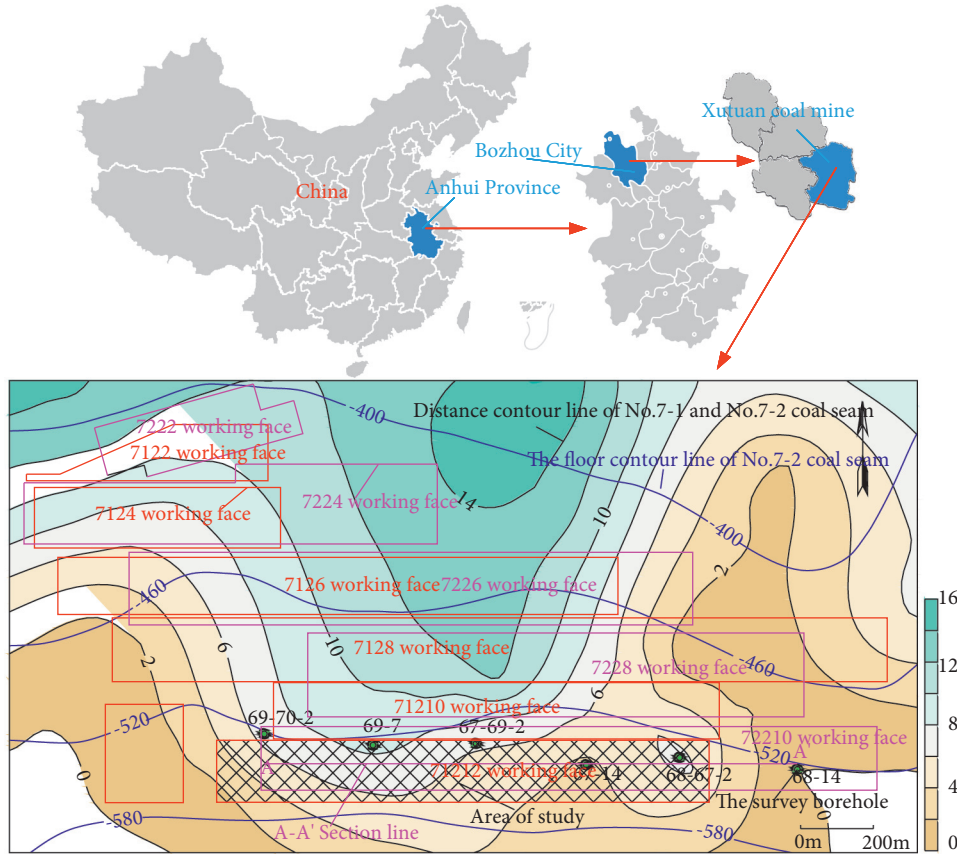 Xutuan coal mine
Bozhou City
China
Anhui Province
-400
Distance contour line of No.7-1 and No.7-2 coal seam
7222 working face
7122 working face
The floor contour line of No.7-2 coal seam
14
7224 working face
7124 working face
10
-400
2
7126 working face
7226 working face
-460
16
6
10
7128 working face
2
7228 working face
-460
12
6
71210 working face
69-70-2
69-7
67-69-2
-520
72210 working face
8
-520
A
A'
0
71212 working face
-14
68-67-2
68-14
4
Area of study
The survey borehole
0
-580
A-A' Section line
-580
0m
200m
0